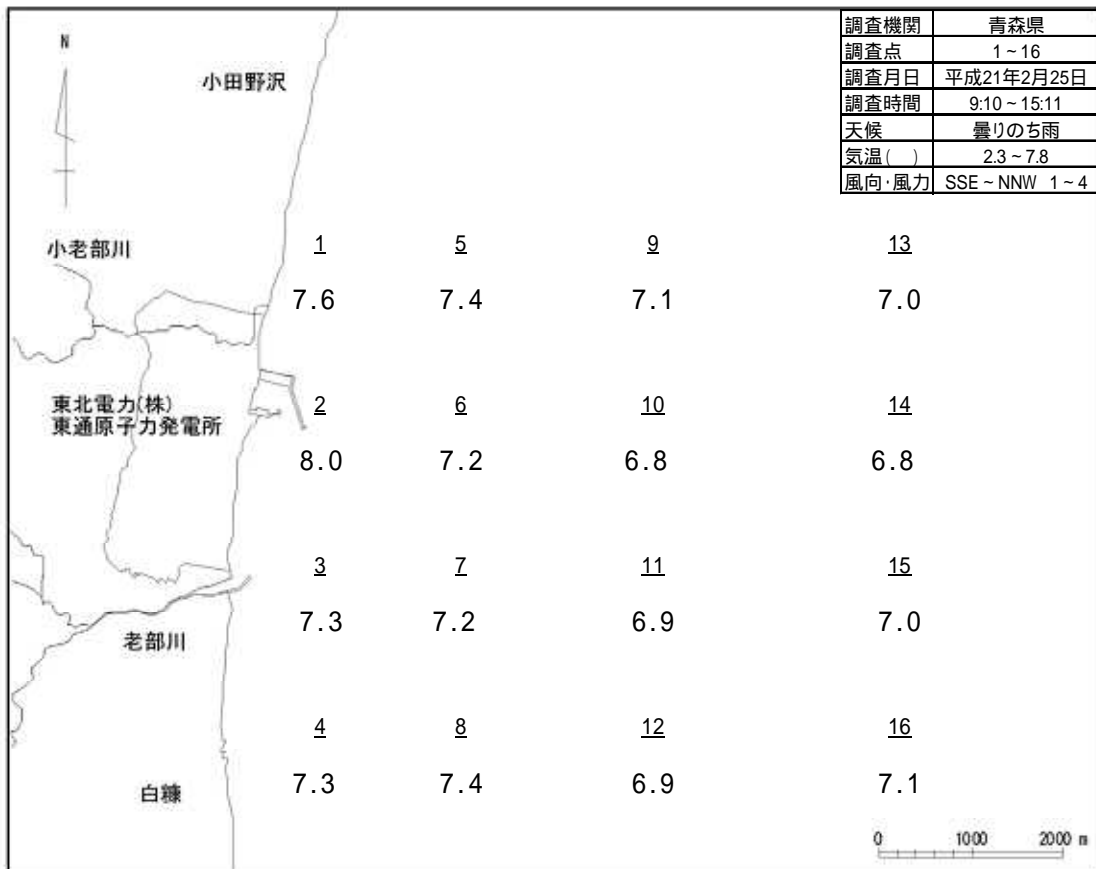 調査機関 青森県
調査点 1~16
調査月日 平成21年2月25日
調査時間 9:10~15:11
天候 曇りのち雨
気温( ) 2.3~7.8
風向・風力 SSE~NNW 1~4
N
小田野沢
小老部川
1 5 9 13
7.6 7.4 7.1 7.0
東北電力(株)
東通原子力発電所
2 6 10 14
8.0 7.2 6.8 6.8
3 7 11 15
7.3 7.2 6.9 7.0
老部川
4 8 12 16
7.3 7.4 6.9 7.1
白糠
0 1000 2000 m